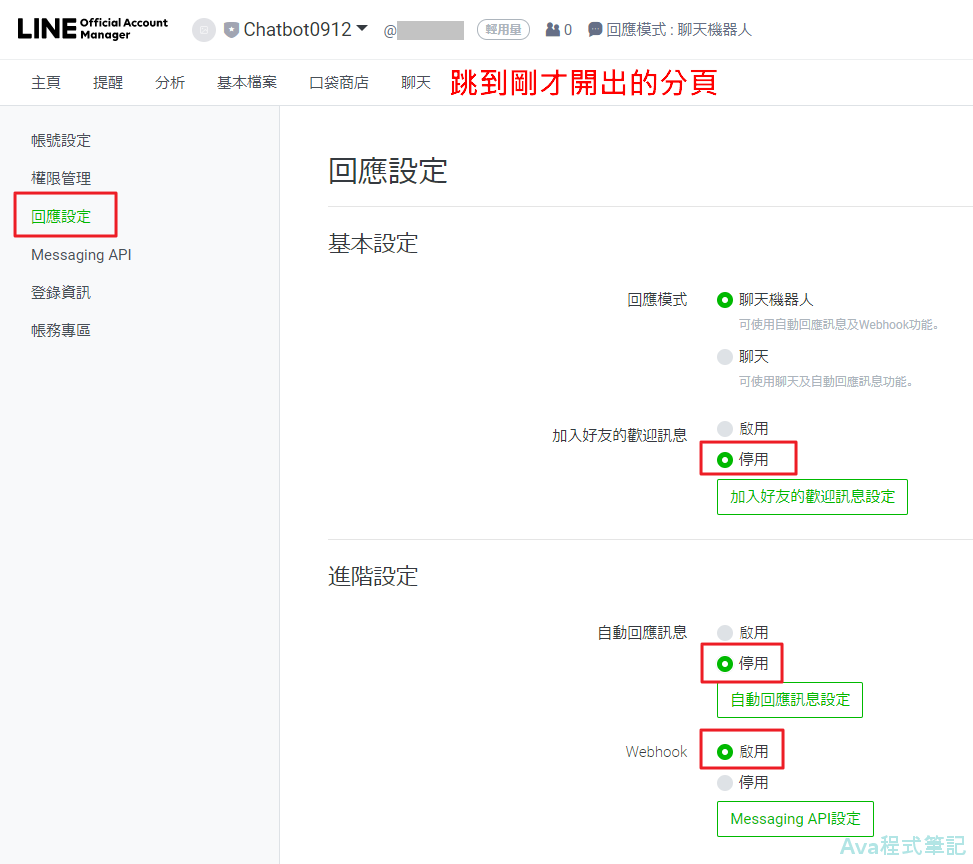 LINE Official Account Manager
Chatbot0912 @ 輕用量 0 回應模式 : 聊天機器人
主頁 提醒 分析 基本檔案 口袋商店 聊天 跳到剛才開出的分頁
帳號設定
權限管理
回應設定
Messaging API
登錄資訊
帳務專區
回應設定
基本設定
回應模式 聊天機器人
可使用自動回應訊息及Webhook功能。
聊天
可使用聊天及自動回應訊息功能。
加入好友的歡迎訊息 啟用
停用
加入好友的歡迎訊息設定
進階設定
自動回應訊息 啟用
停用
自動回應訊息設定
Webhook 啟用
停用
Messaging API設定
Ava程式筆記